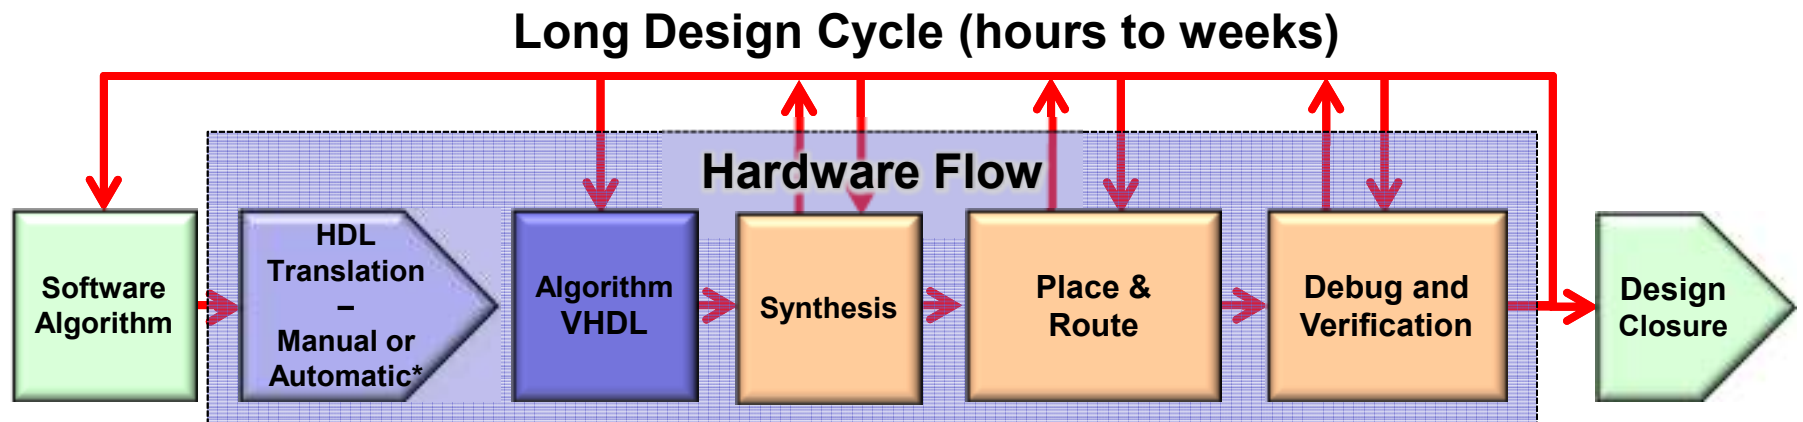 Long Design Cycle (hours to weeks)
Hardware Flow
Software
Algorithm
HDL
Translation
–
Manual or
Automatic*
Algorithm
VHDL
Synthesis
Place &
Route
Debug and
Verification
Design
Closure